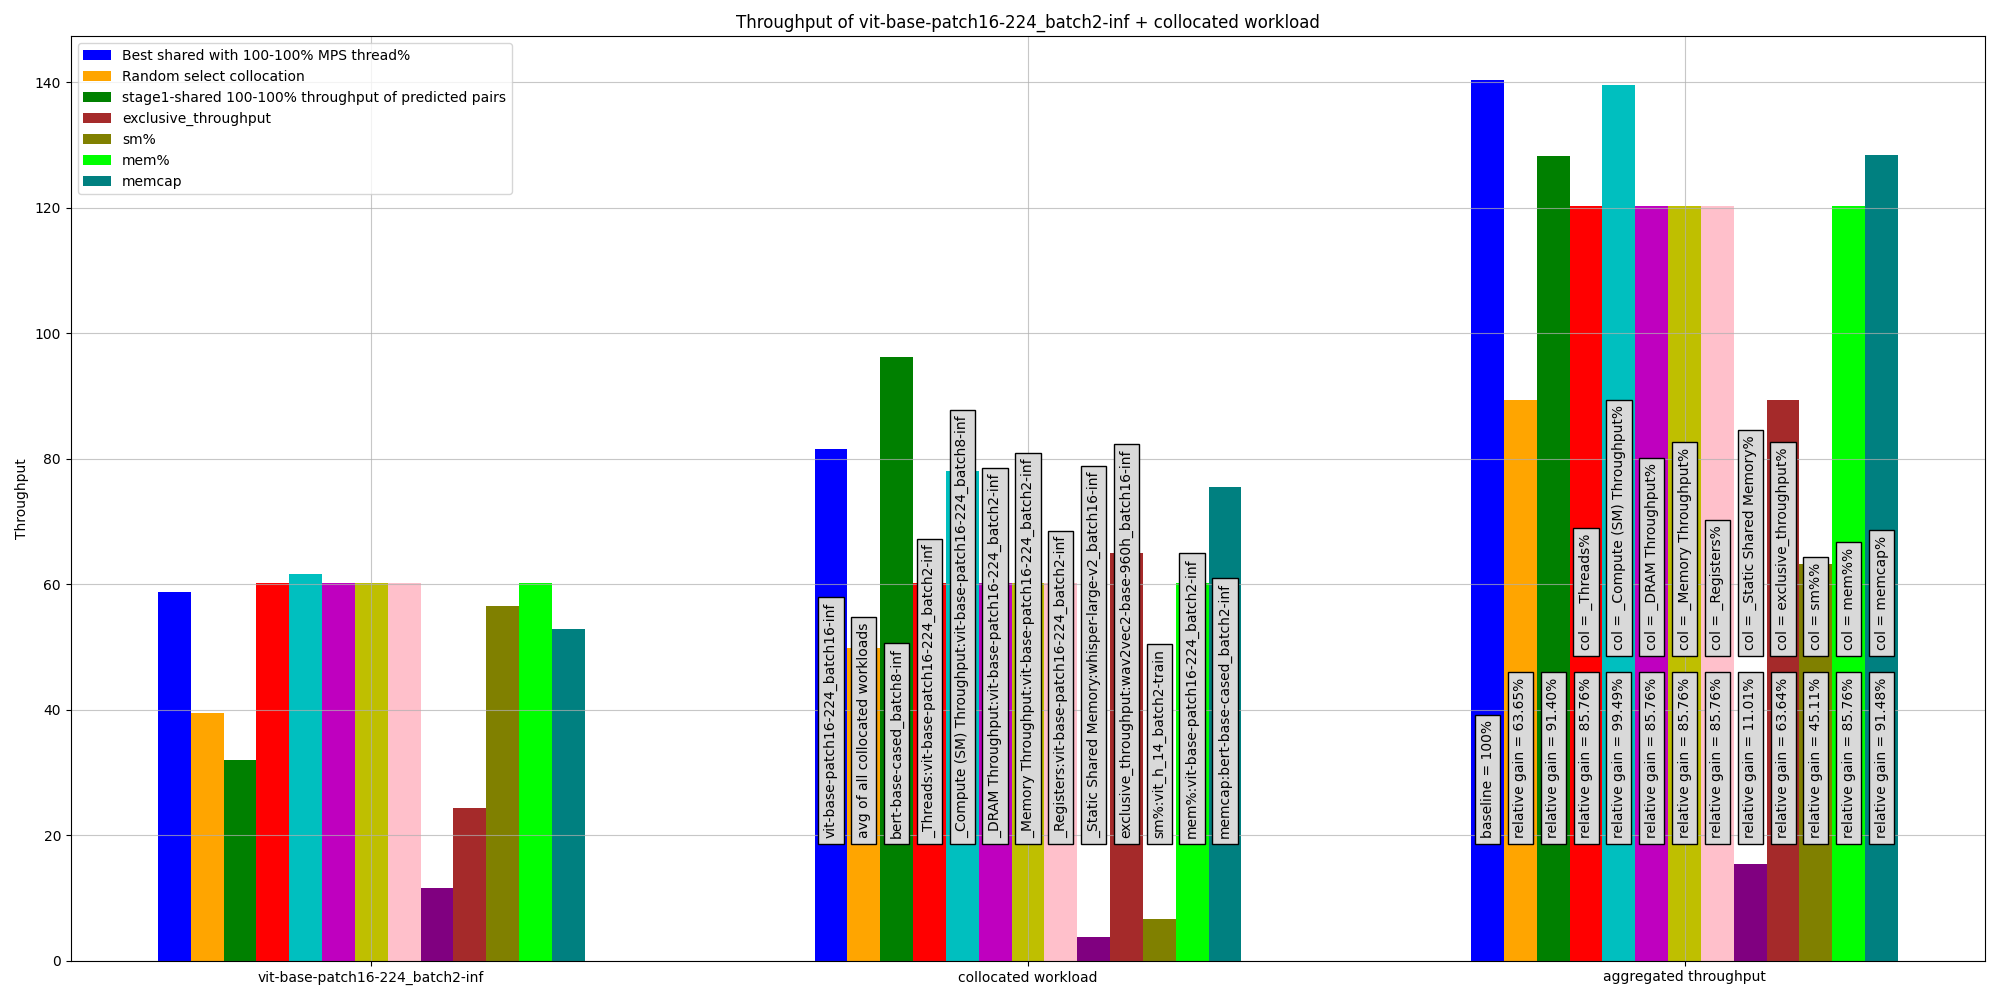 Throughput of vit-base-patch16-224_batch2-inf + collocated workload
Best shared with 100-100% MPS thread%
Random select collocation
stage1-shared 100-100% throughput of predicted pairs
exclusive_throughput
sm%
mem%
memcap
Throughput
140
120
100
80
60
40
20
0
vit-base-patch16-224_batch16-inf
avg of all collocated workloads
bert-base-cased_batch8-inf
_Threads:vit-base-patch16-224_batch2-inf
_Compute (SM) Throughput:vit-base-patch16-224_batch8-inf
_DRAM Throughput:vit-base-patch16-224_batch2-inf
_Memory Throughput:vit-base-patch16-224_batch2-inf
_Registers:vit-base-patch16-224_batch2-inf
_Static Shared Memory:whisper-large-v2_batch16-inf
exclusive_throughput:wav2vec2-base-960h_batch16-inf
sm%:vit_h_14_batch2-train
mem%:vit-base-patch16-224_batch2-inf
memcap:bert-base-cased_batch2-inf
col = _Threads%
col = _Compute (SM) Throughput%
col = _DRAM Throughput%
col = _Memory Throughput%
col = _Registers%
col = _Static Shared Memory%
col = exclusive_throughput%
col = sm%%
col = mem%%
col = memcap%
baseline = 100%
relative gain = 63.65%
relative gain = 91.40%
relative gain = 85.76%
relative gain = 99.49%
relative gain = 85.76%
relative gain = 85.76%
relative gain = 85.76%
relative gain = 11.01%
relative gain = 63.64%
relative gain = 45.11%
relative gain = 85.76%
relative gain = 91.48%
vit-base-patch16-224_batch2-inf
collocated workload
aggregated throughput